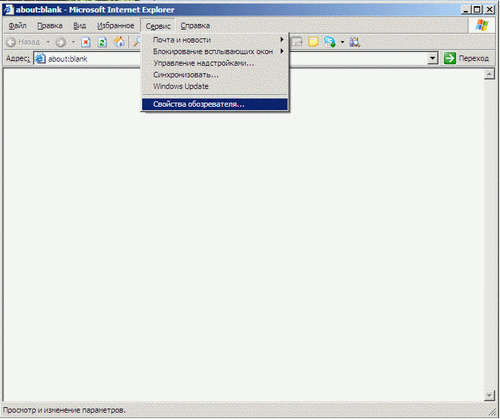 about:blank - Microsoft Internet Explorer
Файл Правка Вид Избранное Сервис Справка
Назад
Адрес: about:blank Переход
Почта и новости
Блокирование всплывающих окон
Управление надстройками...
Синхронизировать...
Windows Update
Свойства обозревателя...
Просмотр и изменение параметров.